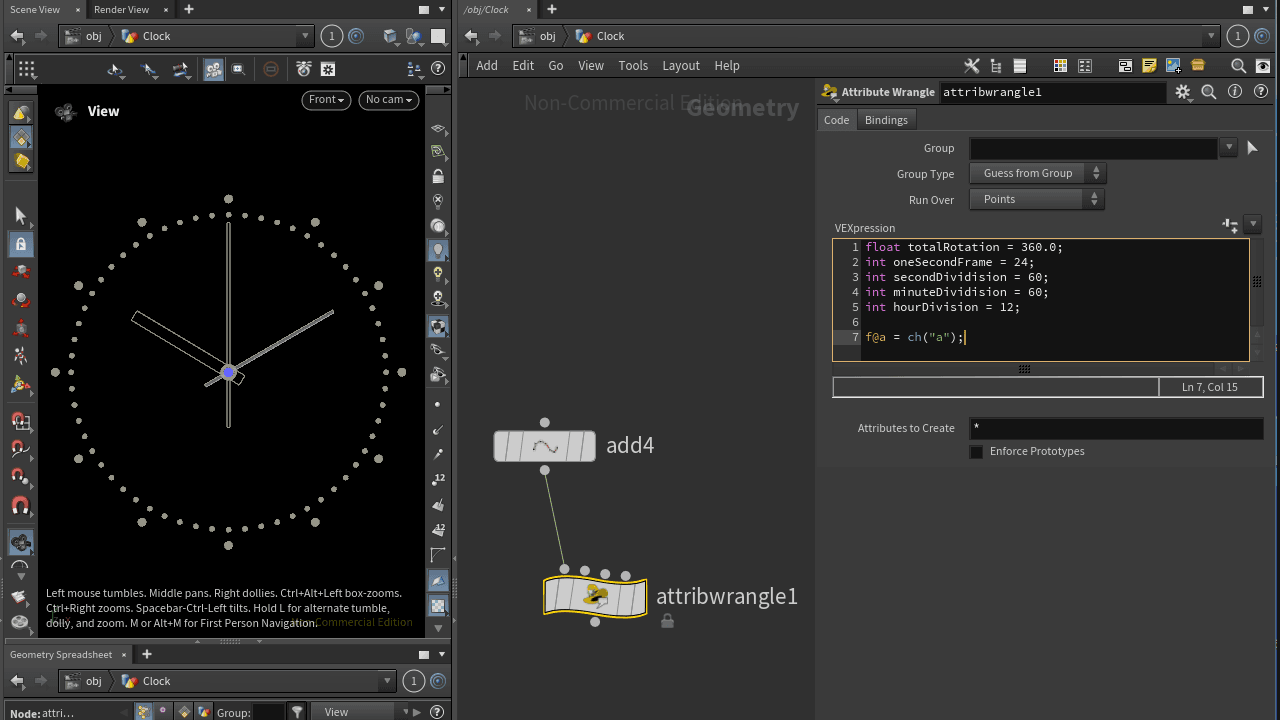 Scene View × Render View × +
obj Clock 1
View
Front No cam
Left mouse tumbles. Middle pans. Right dollies. Ctrl+Alt+Left box-zooms.
Ctrl+Right zooms. Spacebar-Ctrl-Left tilts. Hold L for alternate tumble,
dolly, and zoom. M or Alt+M for First Person Navigation.
Non-Commercial Edition
12
12
Geometry Spreadsheet × +
obj Clock 1
Node: attri... Group: View
/obj/Clock × +
obj Clock 1
Add Edit Go View Tools Layout Help
Non-Commercial Edition
Geometry
add4
attribwrangle1
Attribute Wrangle attribwrangle1
Code Bindings
Group
Group Type Guess from Group
Run Over Points
VEXpression
1 float totalRotation = 360.0;
2 int oneSecondFrame = 24;
3 int secondDividision = 60;
4 int minuteDividision = 60;
5 int hourDivision = 12;
6
7 f@a = ch("a");
Ln 7, Col 15
Attributes to Create *
Enforce Prototypes